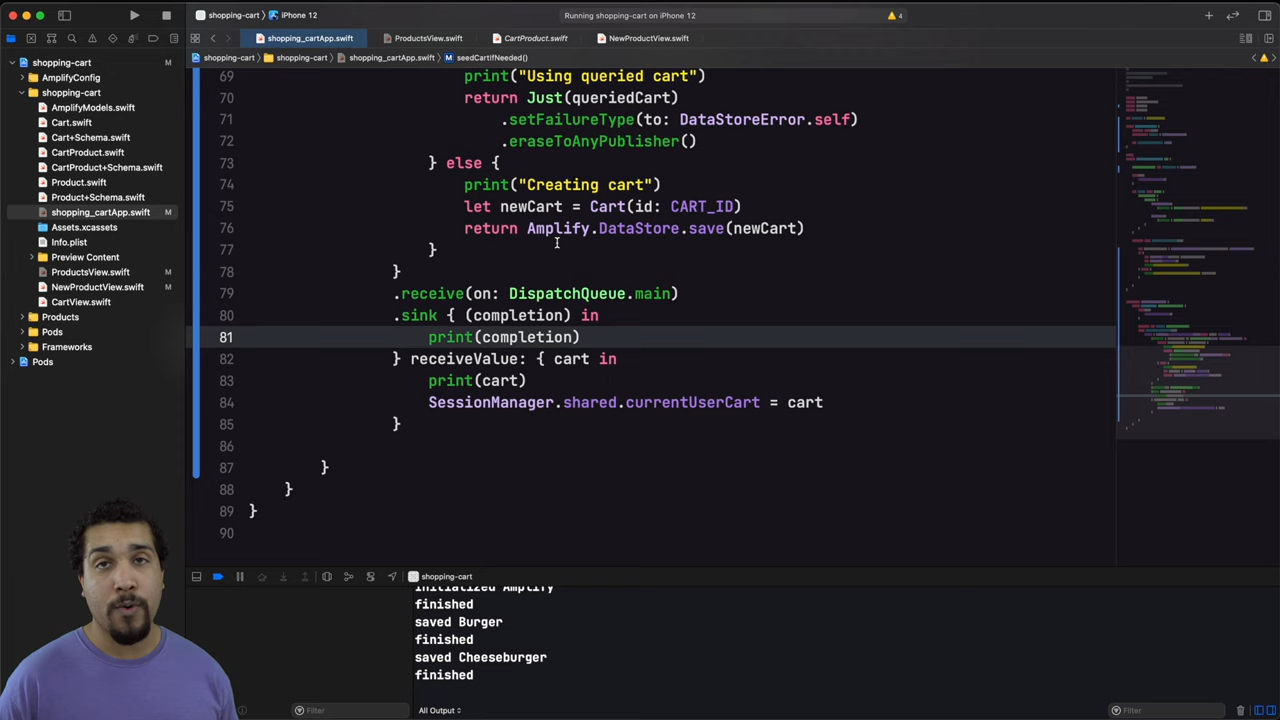 shopping-cart 〉 iPhone 12
Running shopping-cart on iPhone 12
4
shopping_cartApp.swift
ProductsView.swift
CartProduct.swift
NewProductView.swift
shopping-cart 〉 shopping-cart 〉 shopping_cartApp.swift 〉 M seedCartIfNeeded()
shopping-cart M
AmplifyConfig
shopping-cart
AmplifyModels.swift
Cart.swift
Cart+Schema.swift
CartProduct.swift
CartProduct+Schema.swift
Product.swift
Product+Schema.swift
shopping_cartApp.swift M
Assets.xcassets
Info.plist
Preview Content
ProductsView.swift M
NewProductView.swift M
CartView.swift
Products
Pods
Frameworks
Pods
69 print("Using queried cart")
70 return Just(queriedCart)
71 .setFailureType(to: DataStoreError.self)
72 .eraseToAnyPublisher()
73 } else {
74 print("Creating cart")
75 let newCart = Cart(id: CART_ID)
76 return Amplify.DataStore.save(newCart)
77 }
78 }
79 .receive(on: DispatchQueue.main)
80 .sink { (completion) in
81 print(completion)
82 } receiveValue: { cart in
83 print(cart)
84 SessionManager.shared.currentUserCart = cart
85 }
86
87 }
88 }
89 }
90
shopping-cart
initialized Amplify
finished
saved Burger
finished
saved Cheeseburger
finished
Filter
All Output
Filter